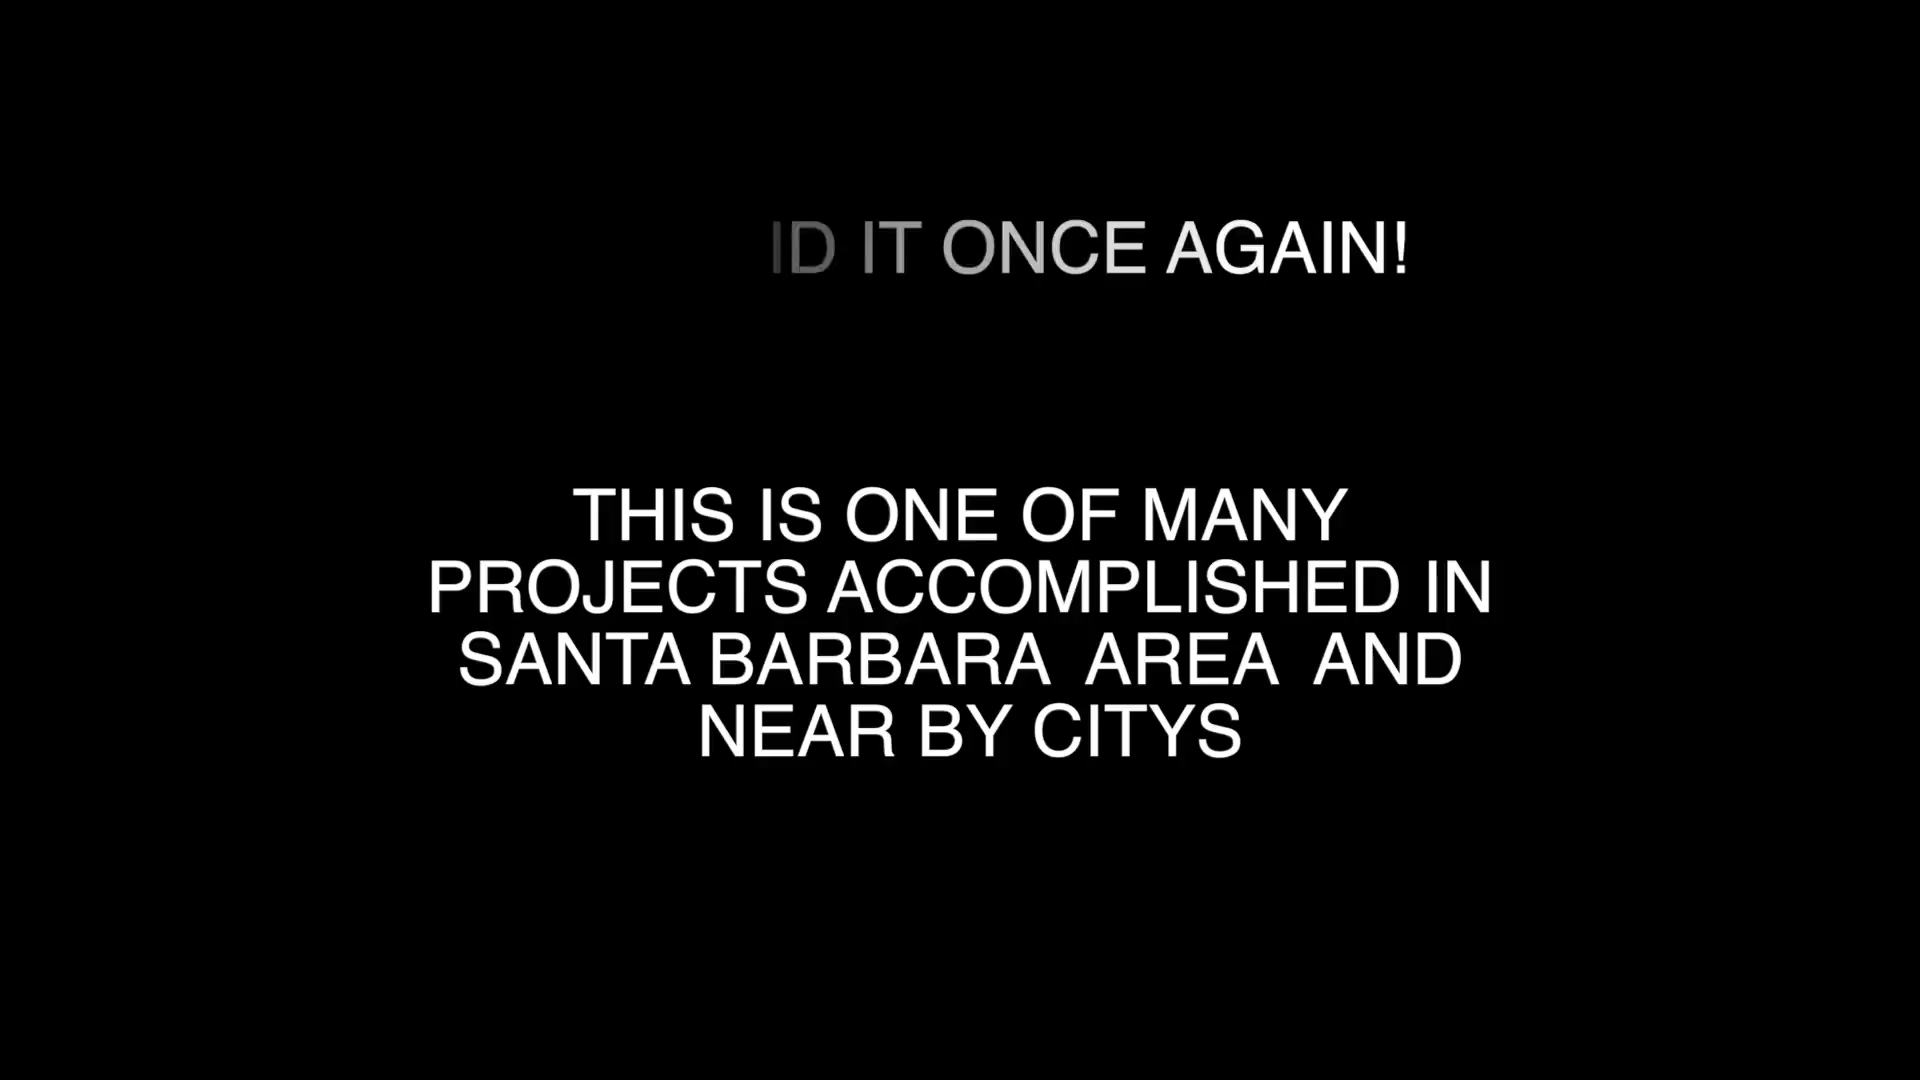 ID IT ONCE AGAIN!
THIS IS ONE OF MANY
PROJECTS ACCOMPLISHED IN
SANTA BARBARA  AREA  AND
NEAR BY CITYS